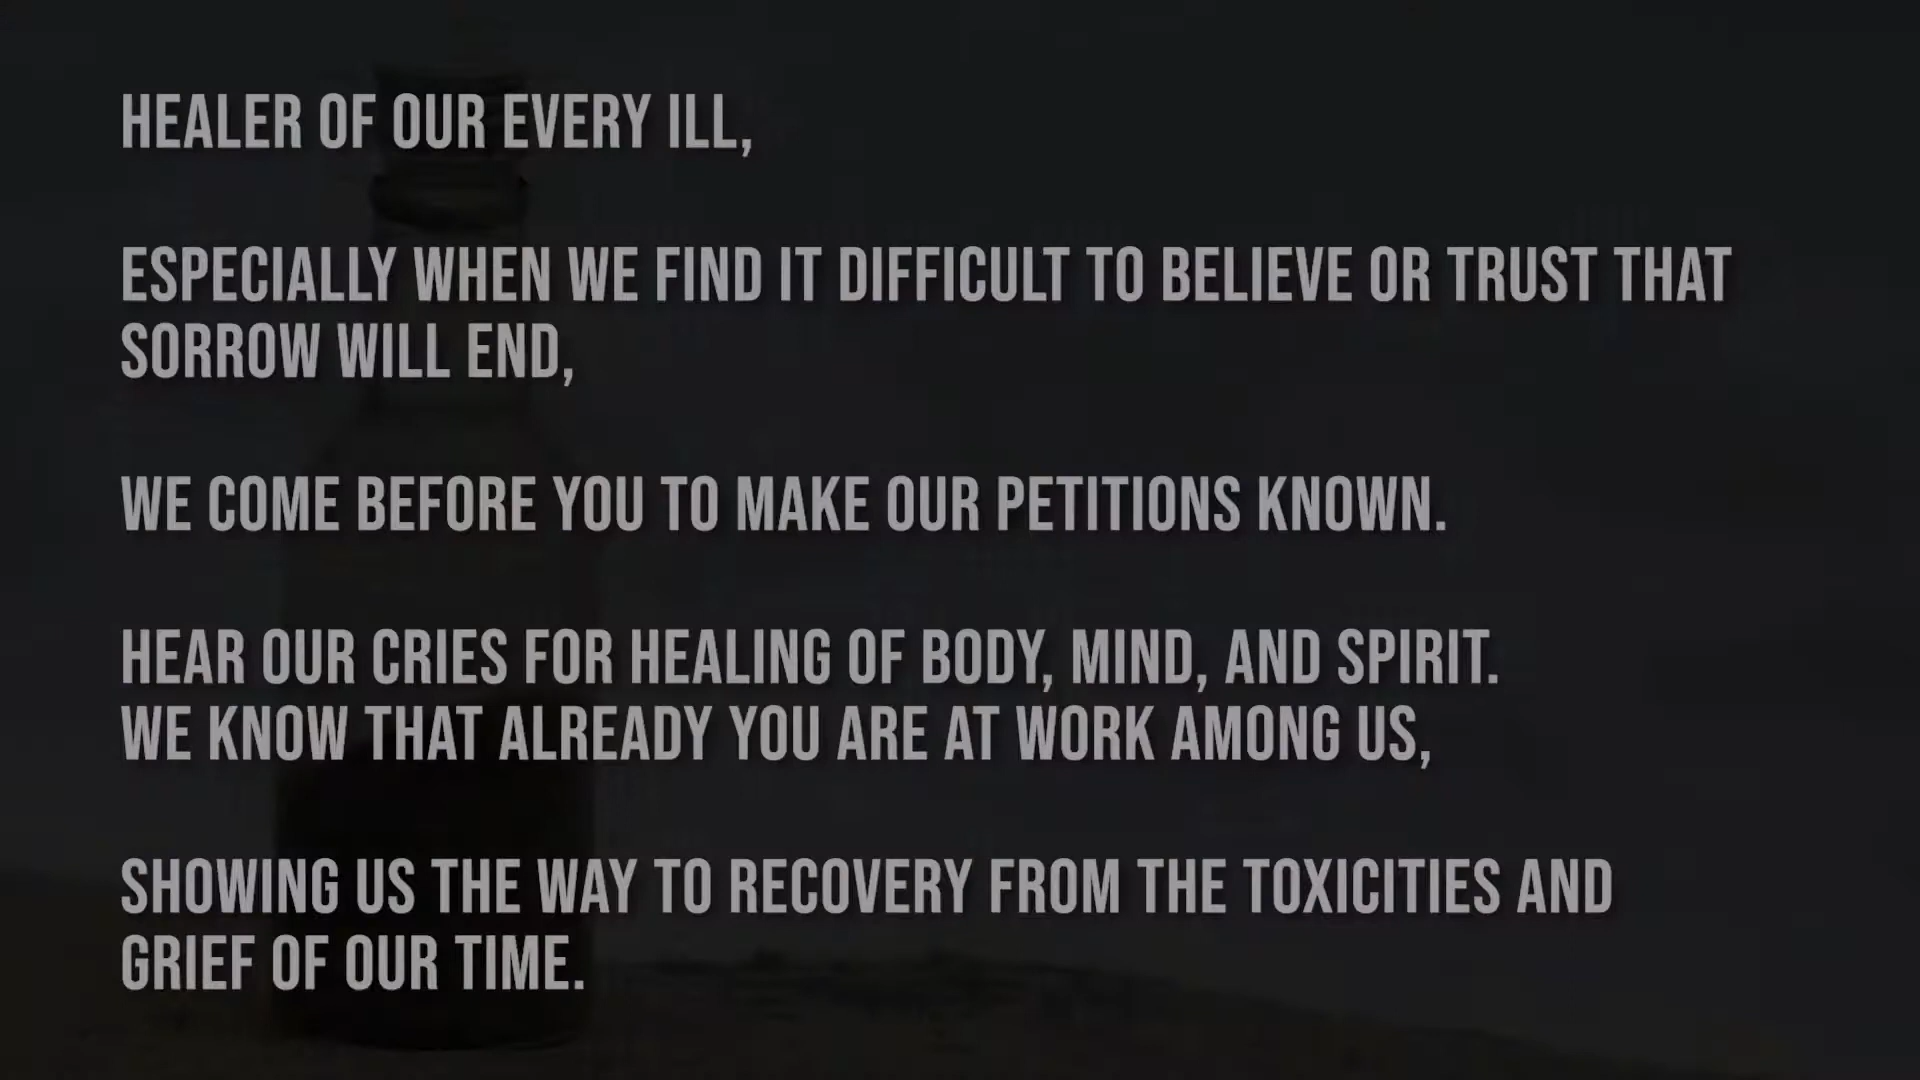 HEALER OF OUR EVERY ILL,
ESPECIALLY WHEN WE FIND IT DIFFICULT TO BELIEVE OR TRUST THAT
SORROW WILL END,
WE COME BEFORE YOU TO MAKE OUR PETITIONS KNOWN.
HEAR OUR CRIES FOR HEALING OF BODY, MIND, AND SPIRIT.
WE KNOW THAT ALREADY YOU ARE AT WORK AMONG US,
SHOWING US THE WAY TO RECOVERY FROM THE TOXICITIES AND
GRIEF OF OUR TIME.